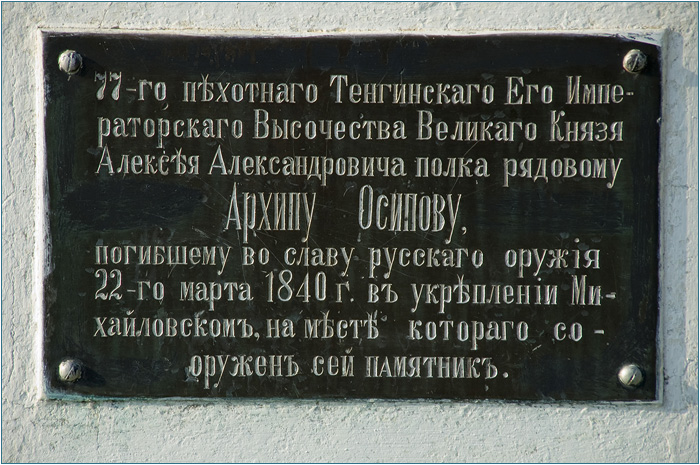 77-го пѣхотнаго Тенгинскаго Его Импе-
раторскаго Высочества Великаго Князя
Алексѣя Александровича полка рядовому
Архипу Осипову,
погибшему во славу русскаго оружія
22-го марта 1840 г. въ укрѣпленіи Ми-
хайловскомъ, на мѣстѣ котораго со-
оруженъ сей памятникъ.